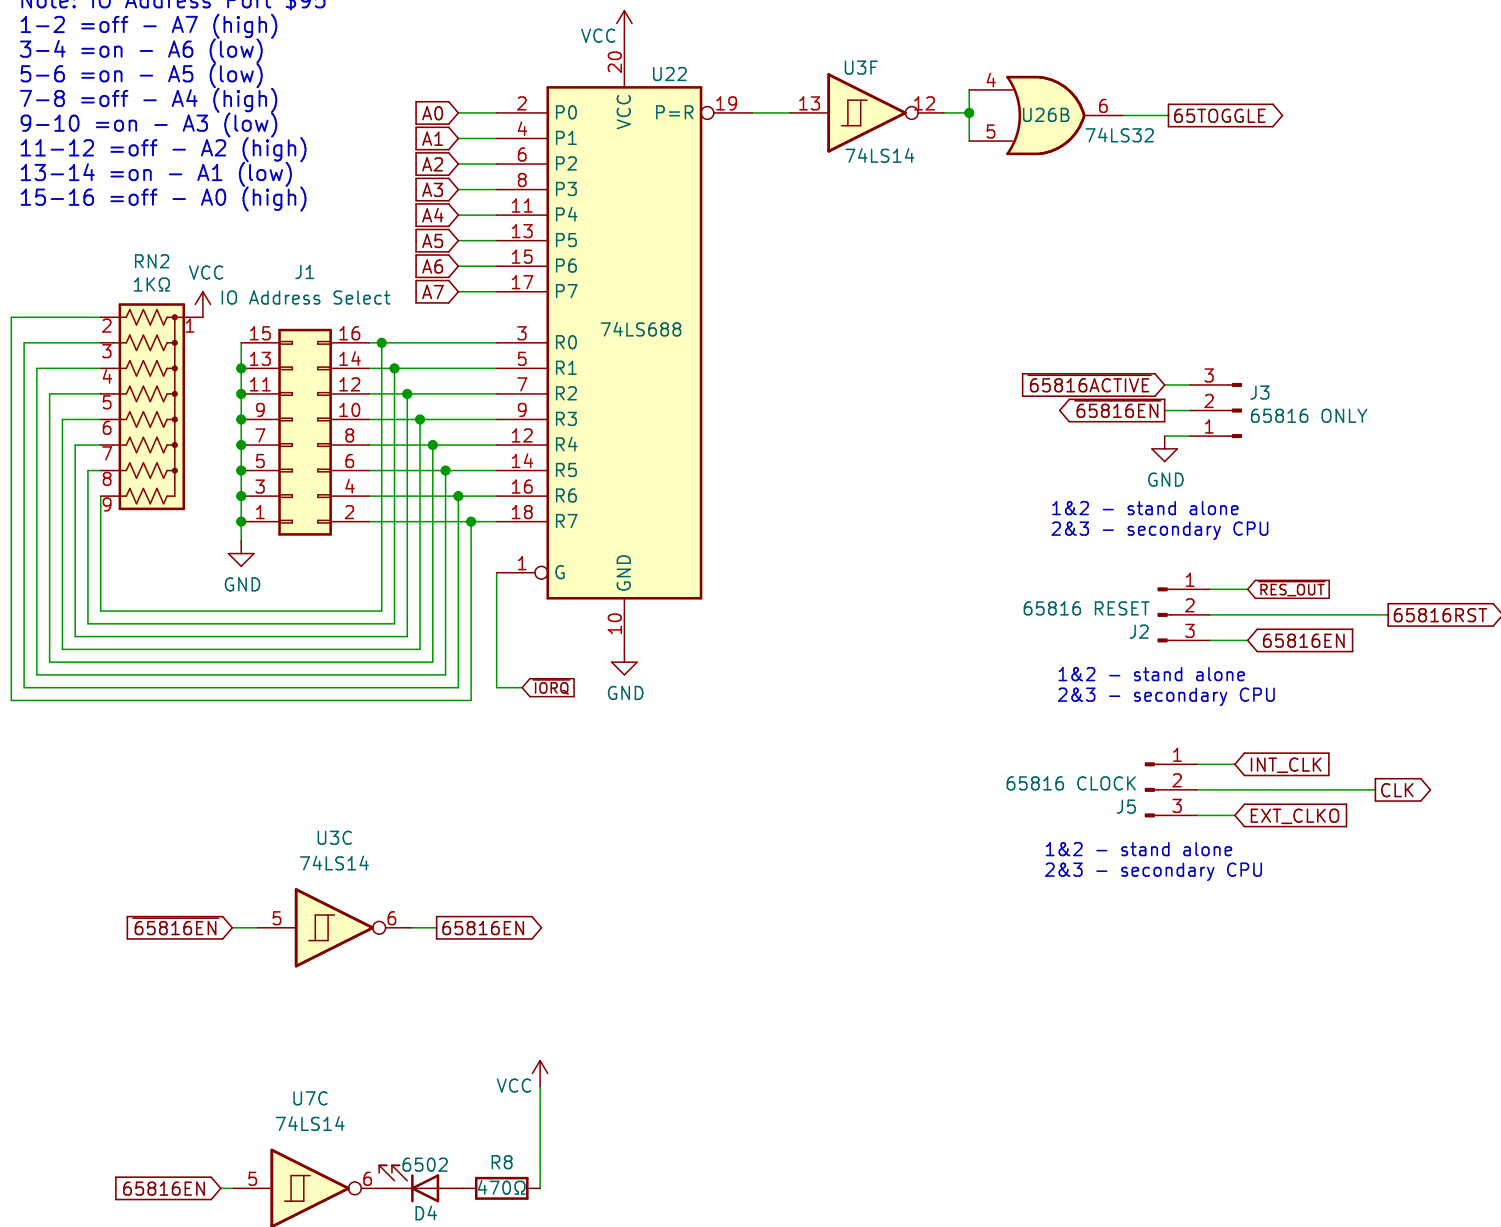 Note: IO Address Port $95
1-2 =off - A7 (high)
3-4 =on - A6 (low)
5-6 =on - A5 (low)
7-8 =off - A4 (high)
9-10 =on - A3 (low)
11-12 =off - A2 (high)
13-14 =on - A1 (low)
15-16 =off - A0 (high)
VCC
20
U22
VCC
GND
74LS688
A0 2 P0
A1 4 P1
A2 6 P2
A3 8 P3
A4 11 P4
A5 13 P5
A6 15 P6
A7 17 P7
3 R0
5 R1
7 R2
9 R3
12 R4
14 R5
16 R6
18 R7
1 G
10
GND
IORQ
P=R 19
U3F
13 12
74LS14
4
5
U26B
6
74LS32
65TOGGLE
RN2
1KΩ
VCC
1
2
3
4
5
6
7
8
9
J1
IO Address Select
15 16
13 14
11 12
9 10
7 8
5 6
3 4
1 2
GND
65816ACTIVE 3
65816EN 2
1
J3
65816 ONLY
GND
1&2 - stand alone
2&3 - secondary CPU
1 RES_OUT
65816 RESET 2 65816RST
J2 3 65816EN
1&2 - stand alone
2&3 - secondary CPU
1 INT_CLK
65816 CLOCK 2 CLK
J5 3 EXT_CLKO
1&2 - stand alone
2&3 - secondary CPU
U3C
74LS14
65816EN 5 6 65816EN
VCC
U7C
74LS14
65816EN 5 6
6502
D4
R8
470Ω